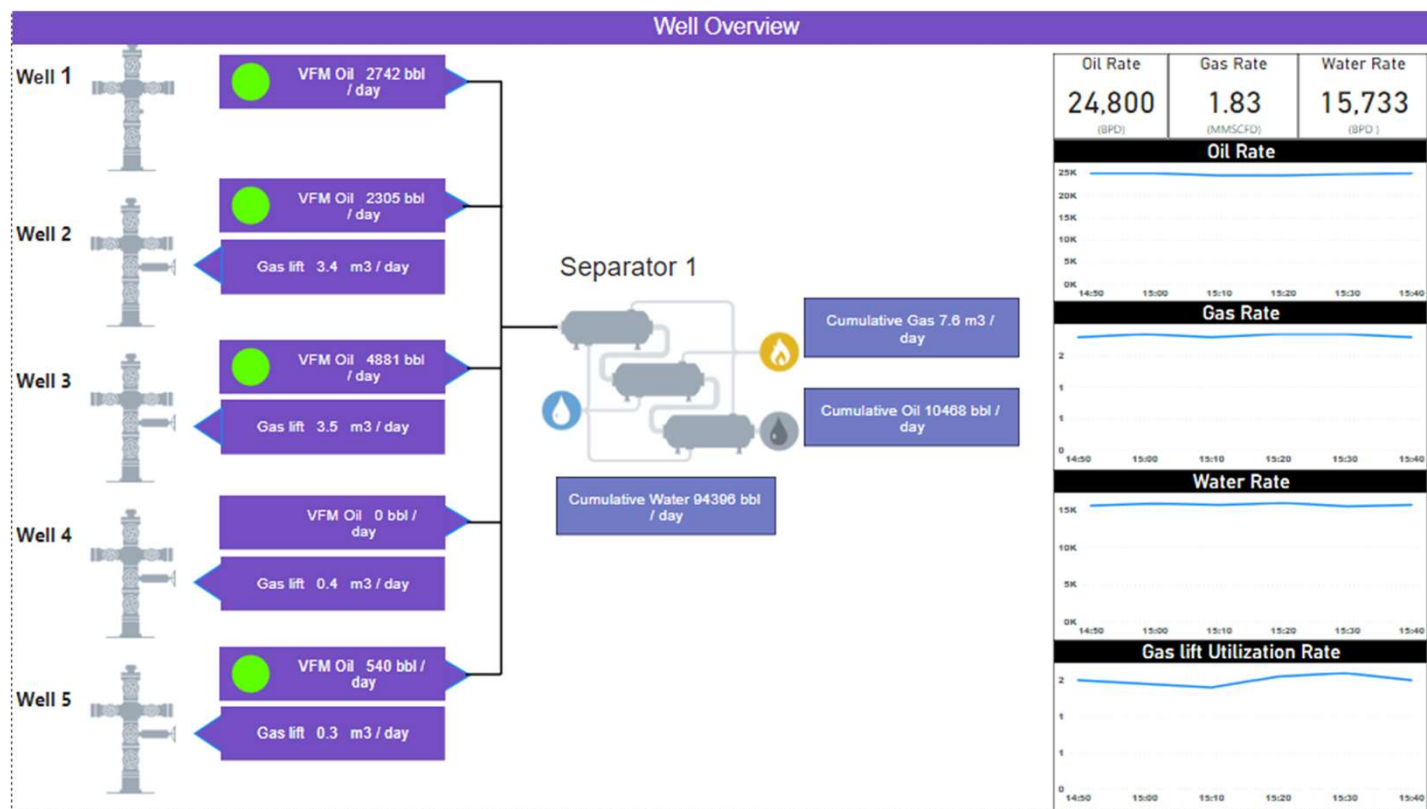 Well Overview
Well 1
VFM Oil 2742 bbl
/ day
Well 2
VFM Oil 2305 bbl
/ day
Gas lift 3.4 m3 / day
Well 3
VFM Oil 4881 bbl
/ day
Gas lift 3.5 m3 / day
Well 4
VFM Oil 0 bbl /
day
Gas lift 0.4 m3 / day
Well 5
VFM Oil 540 bbl /
day
Gas lift 0.3 m3 / day
Separator 1
Cumulative Gas 7.6 m3 /
day
Cumulative Oil 10468 bbl /
day
Cumulative Water 94396 bbl
/ day
Oil Rate Gas Rate Water Rate
24,800 1.83 15,733
(BPD) (MMSCFD) (BPD )
Oil Rate
25K
20K
15K
10K
5K
0K
14:50 15:00 15:10 15:20 15:30 15:40
Gas Rate
2
1
1
0
14:50 15:00 15:10 15:20 15:30 15:40
Water Rate
15K
10K
5K
0K
14:50 15:00 15:10 15:20 15:30 15:40
Gas lift Utilization Rate
2
1
1
0
14:50 15:00 15:10 15:20 15:30 15:40